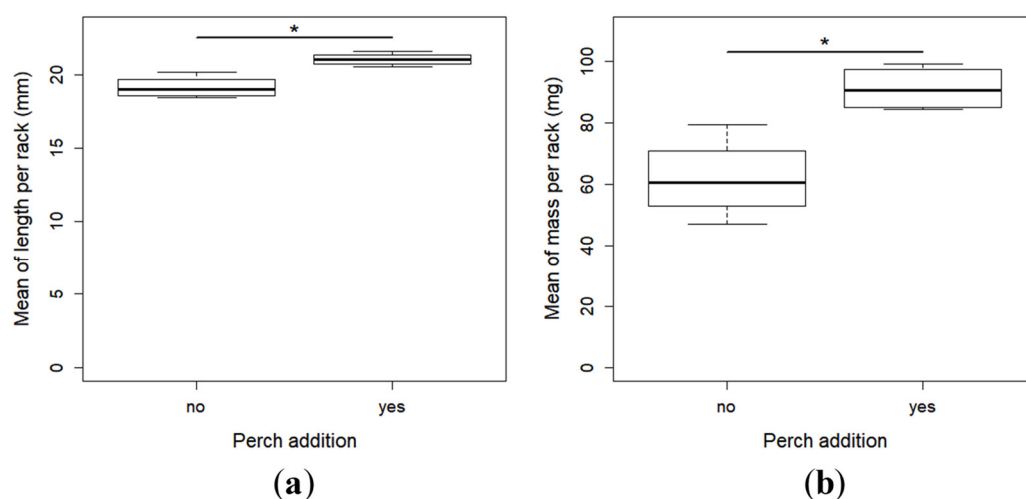 *
Mean of length per rack (mm)
20
15
10
5
0
no yes
Perch addition
(a)
*
Mean of mass per rack (mg)
100
80
60
40
20
0
no yes
Perch addition
(b)